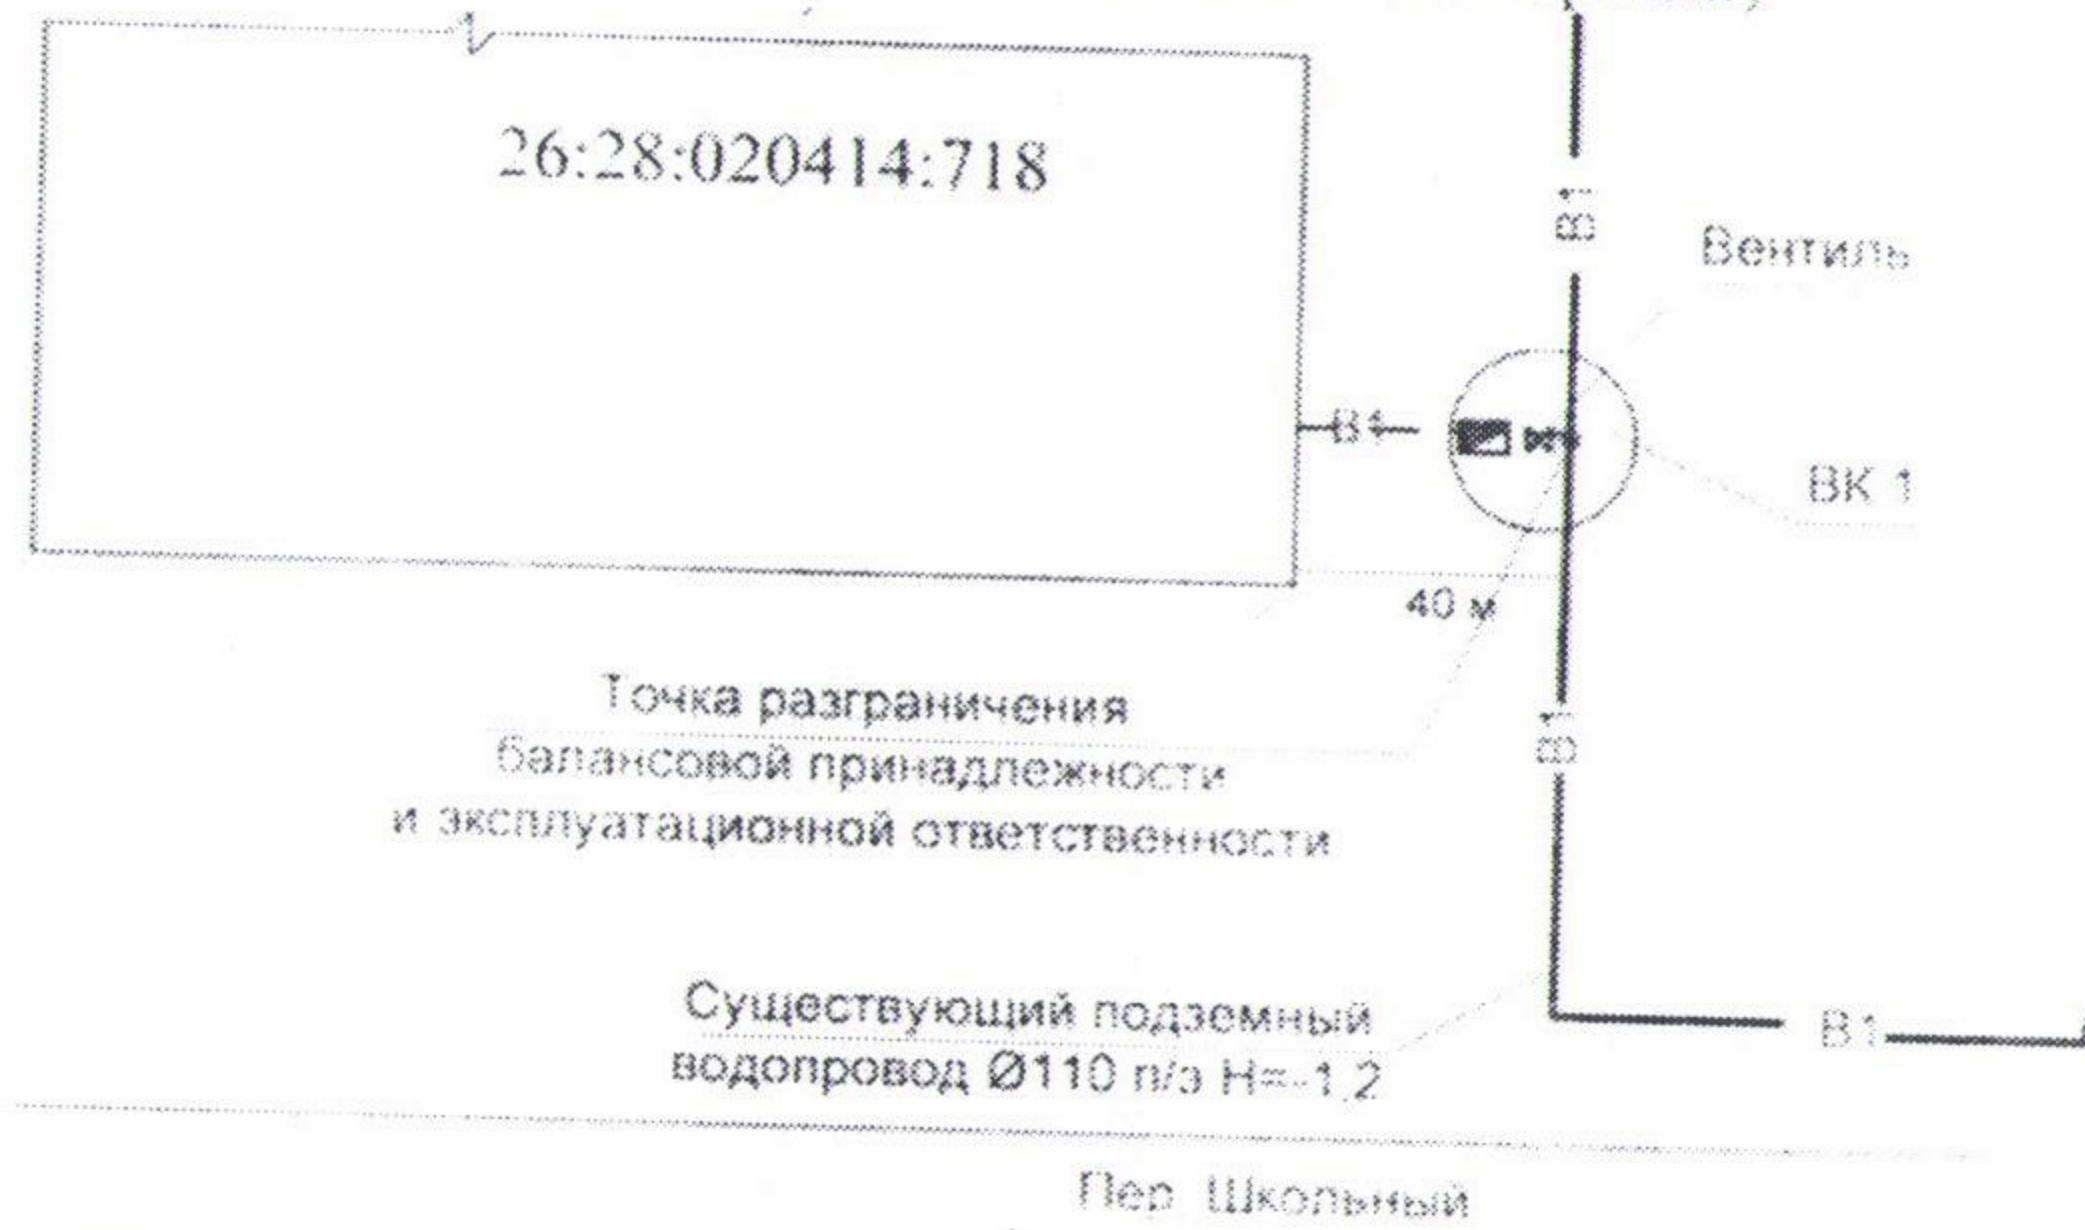 26:28:020414:718
В1
Вентиль
В1
ВК 1
40 м
Точка разграничения
балансовой принадлежности
и эксплуатационной ответственности
В1
Существующий подземный
водопровод Ø110 п/э Н=-1,2
В1
Пер Школьный